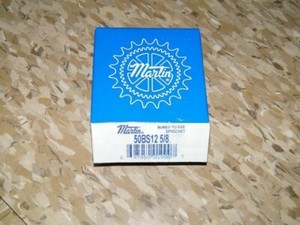 Martin
Martin
BORED TO SIZE
SPROCKET
50BS12 5/8